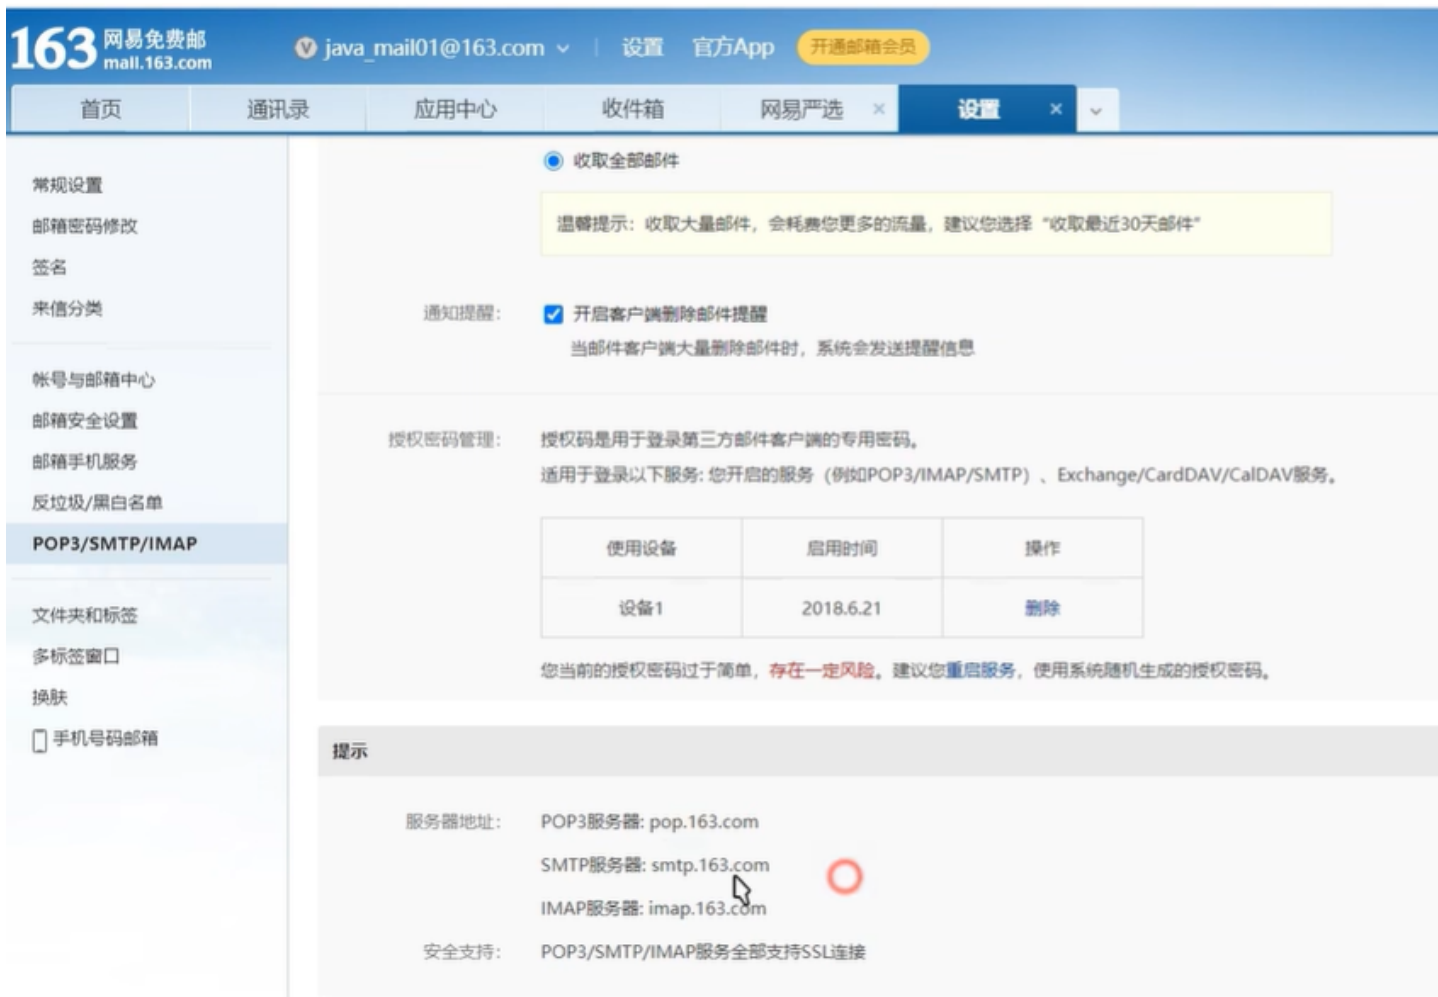 163 网易免费邮
mail.163.com
java_mail01@163.com
设置
官方App
开通邮箱会员
首页
通讯录
应用中心
收件箱
网易严选
设置
常规设置
邮箱密码修改
签名
来信分类
帐号与邮箱中心
邮箱安全设置
邮箱手机服务
反垃圾/黑白名单
POP3/SMTP/IMAP
文件夹和标签
多标签窗口
换肤
手机号码邮箱
收取全部邮件
温馨提示：收取大量邮件，会耗费您更多的流量，建议您选择“收取最近30天邮件”
通知提醒：
开启客户端删除邮件提醒
当邮件客户端大量删除邮件时，系统会发送提醒信息
授权密码管理：
授权码是用于登录第三方邮件客户端的专用密码。
适用于登录以下服务: 您开启的服务（例如POP3/IMAP/SMTP）、Exchange/CardDAV/CalDAV服务。
使用设备 启用时间 操作
设备1 2018.6.21 删除
您当前的授权密码过于简单，存在一定风险。建议您重启服务，使用系统随机生成的授权密码。
提示
服务器地址：
POP3服务器: pop.163.com
SMTP服务器: smtp.163.com
IMAP服务器: imap.163.com
安全支持：
POP3/SMTP/IMAP服务全部支持SSL连接